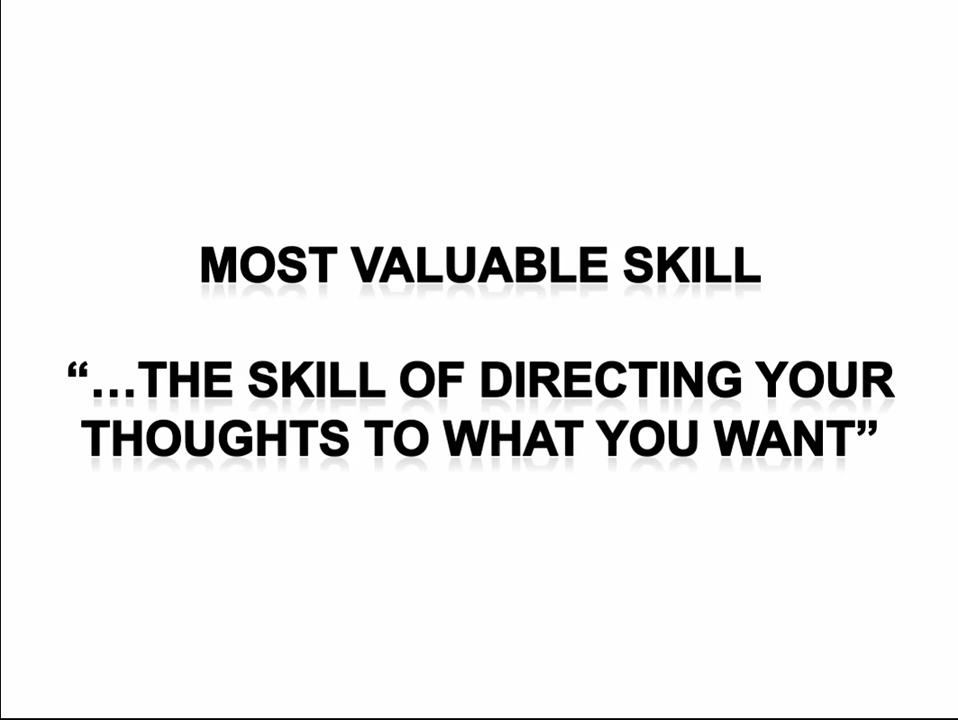 MOST VALUABLE SKILL
“…THE SKILL OF DIRECTING YOUR
THOUGHTS TO WHAT YOU WANT”